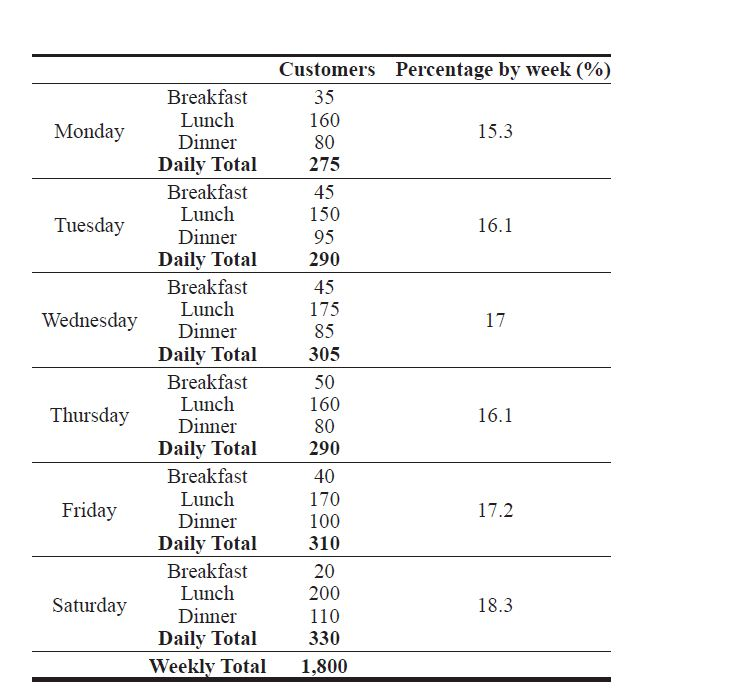 Customers Percentage by week (%)
Breakfast 35
Lunch 160
Monday 15.3
Dinner 80
Daily Total 275
Breakfast 45
Lunch 150
Tuesday 16.1
Dinner 95
Daily Total 290
Breakfast 45
Lunch 175
Wednesday 17
Dinner 85
Daily Total 305
Breakfast 50
Lunch 160
Thursday 16.1
Dinner 80
Daily Total 290
Breakfast 40
Lunch 170
Friday 17.2
Dinner 100
Daily Total 310
Breakfast 20
Lunch 200
Saturday 18.3
Dinner 110
Daily Total 330
Weekly Total 1,800